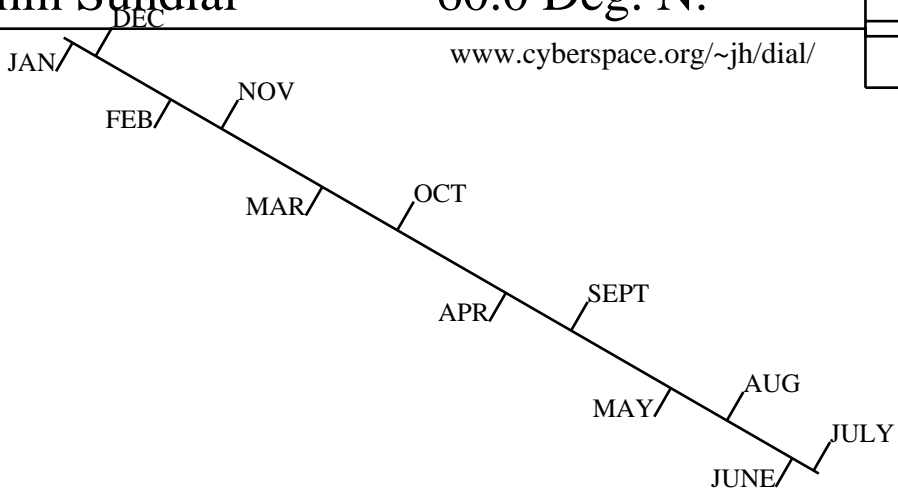 Sundial 60.0 Deg. N.
DEC
www.cyberspace.org/~jh/dial/
JAN
NOV
FEB
OCT
MAR
SEPT
APR
AUG
MAY
JULY
JUNE